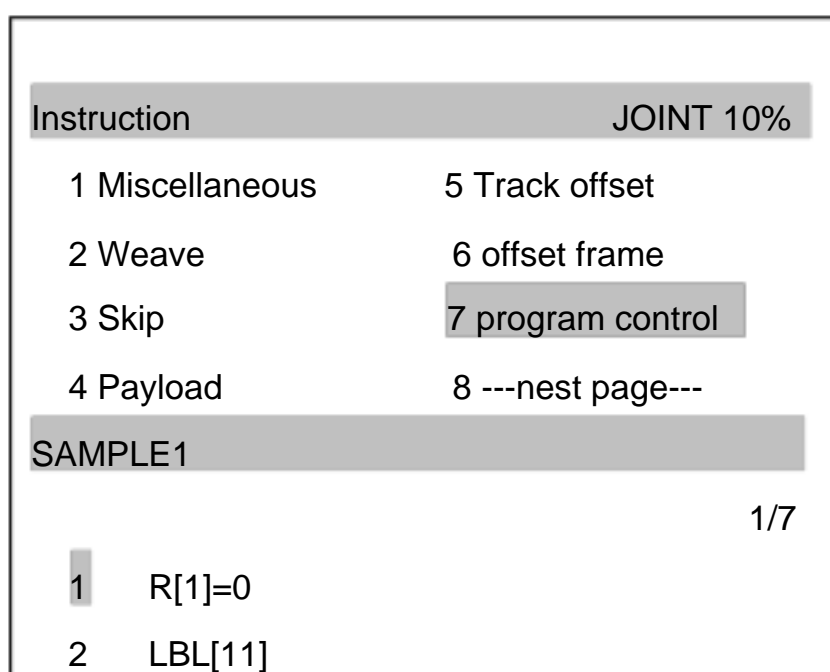 Instruction JOINT 10%
1 Miscellaneous 5 Track offset
2 Weave 6 offset frame
3 Skip 7 program control
4 Payload 8 ---nest page---
SAMPLE1
1/7
1 R[1]=0
2 LBL[11]